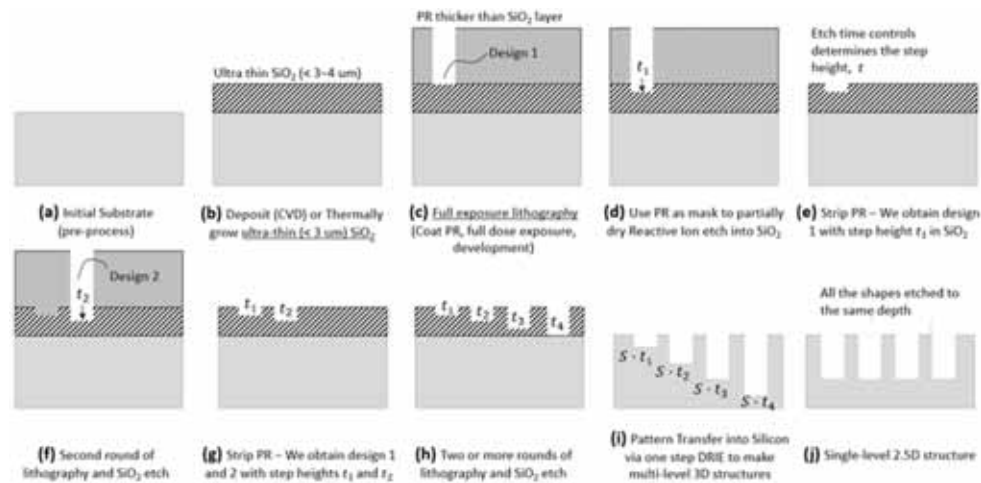 PR thicker than SiO₂ layer
Design 1
Ultra thin SiO₂ (< 3–4 um)
t₁
Etch time controls
determines the step
height, t
(a) Initial Substrate
(pre-process)
(b) Deposit (CVD) or Thermally
grow ultra-thin (< 3 um) SiO₂
(c) Full exposure lithography
(Coat PR, full dose exposure,
development)
(d) Use PR as mask to partially
dry Reactive Ion etch into SiO₂
(e) Strip PR – We obtain design
1 with step height t₁ in SiO₂
Design 2
t₂
t₁ t₂
t₁ t₂ t₃ t₄
S · t₁
S · t₂
S · t₃
S · t₄
All the shapes etched to
the same depth
(f) Second round of
lithography and SiO₂ etch
(g) Strip PR – We obtain design 1
and 2 with step heights t₁ and t₂
(h) Two or more rounds of
lithography and SiO₂ etch
(i) Pattern Transfer into Silicon
via one step DRIE to make
multi-level 3D structures
(j) Single-level 2.5D structure